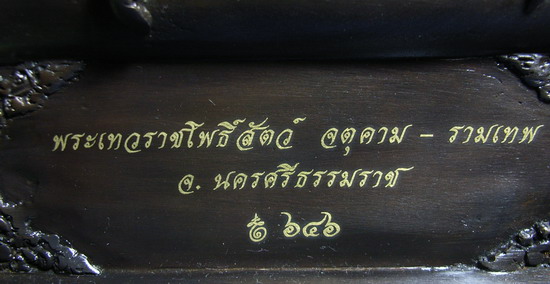 พระเทวราชโพธิ์สัตว์ จตุคาม - รามเทพ
จ. นครศรีธรรมราช
๖๔๖